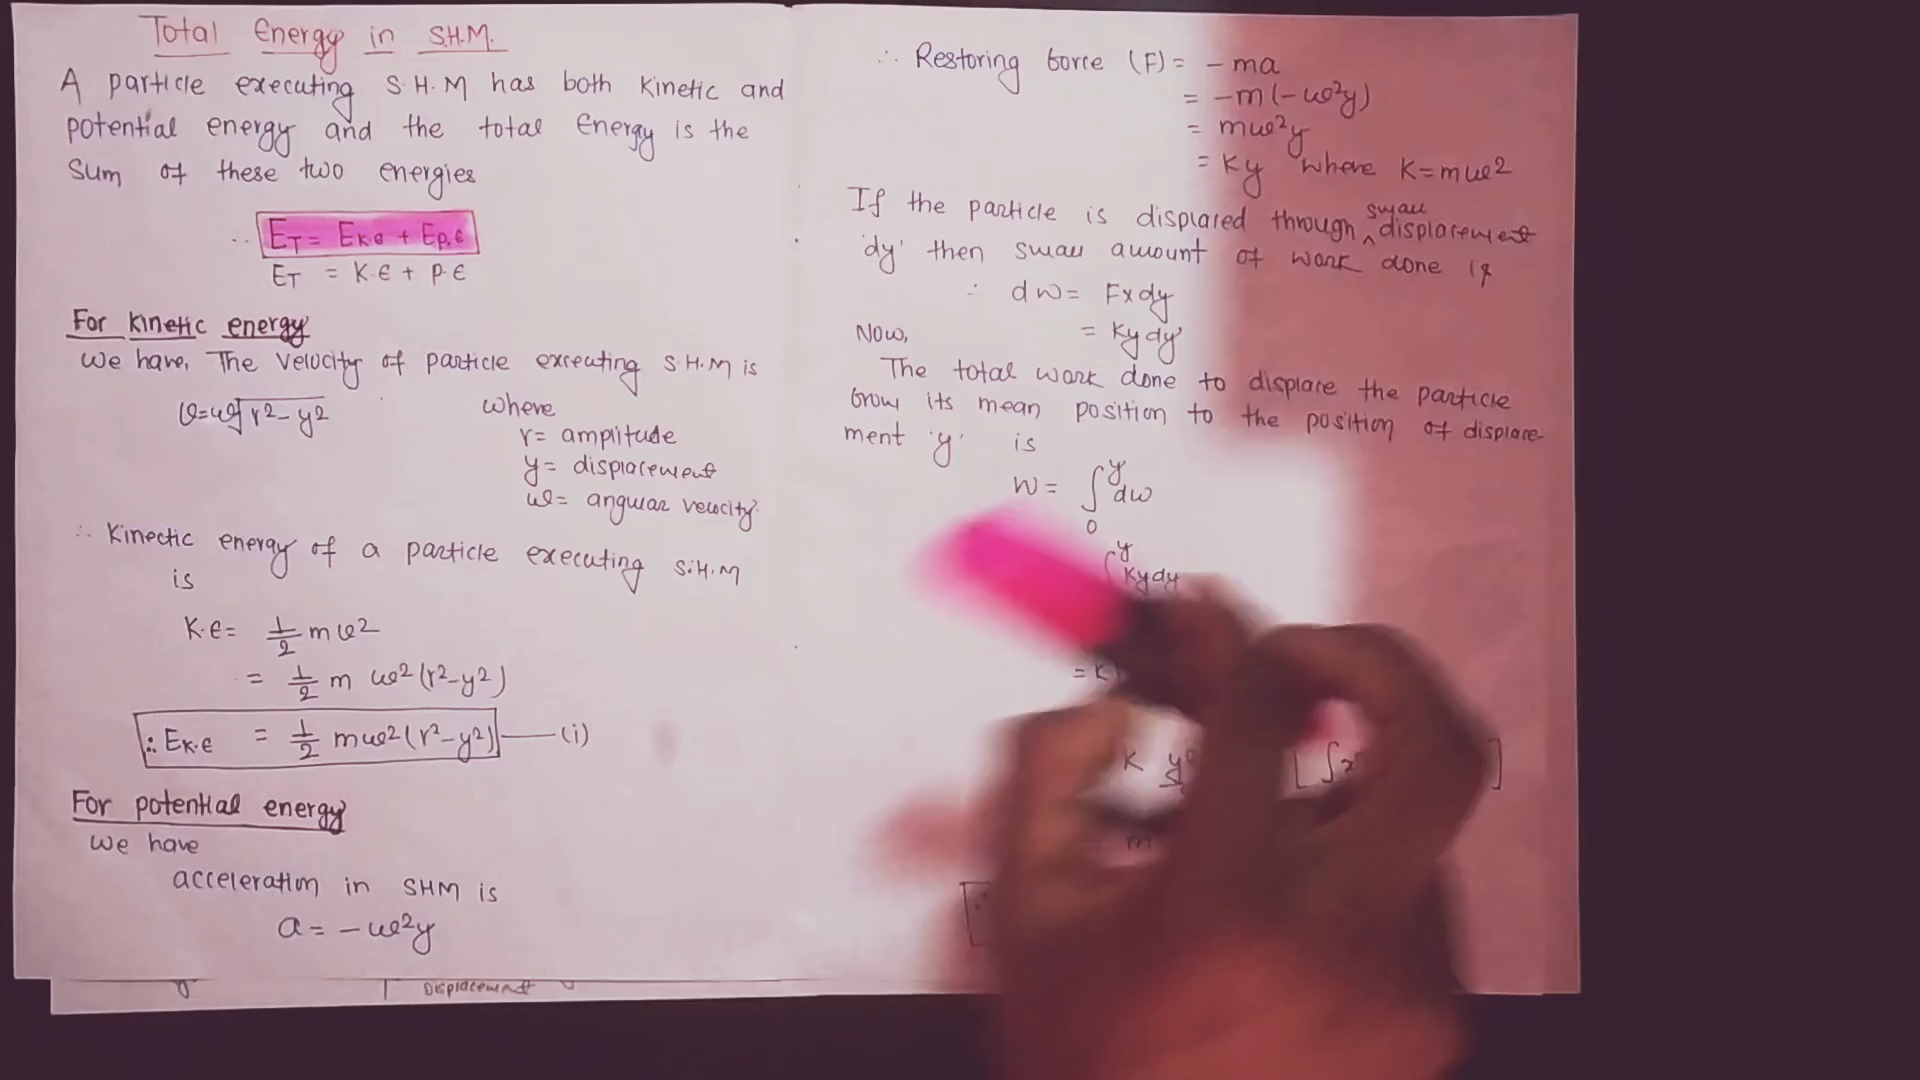 Total Energy in S.H.M.
A particle executing S.H.M has both kinetic and
potential energy and the total Energy is the
sum of these two energies
∴ ET = EK.e + EP.e
ET = K.E + P.E
For kinetic energy
we have, The velocity of particle executing S.H.M is
v=ω√r²-y²
where
r= amplitude
y= displacement
ω= angular velocity.
∴ Kinectic energy of a particle executing S.H.M
is
K.E= 1/2 mv²
= 1/2 m ω²(r²-y²)
∴ EK.E = 1/2 mω²(r²-y²) —— (i)
For potential energy
we have
acceleration in SHM is
a = -ω²y
Displacement
∴ Restoring force (F) = -ma
= -m(-ω²y)
= mω²y
= Ky where K=mω²
If the particle is displaced through small displacement
'dy' then small amount of work done is
∴ dw= F×dy
= Kydy
Now,
The total work done to displace the particle
from its mean position to the position of displace-
ment 'y' is
W = ∫₀ʸ dw
∫ʸ Kydy
= K
K y
[∫x ]
m